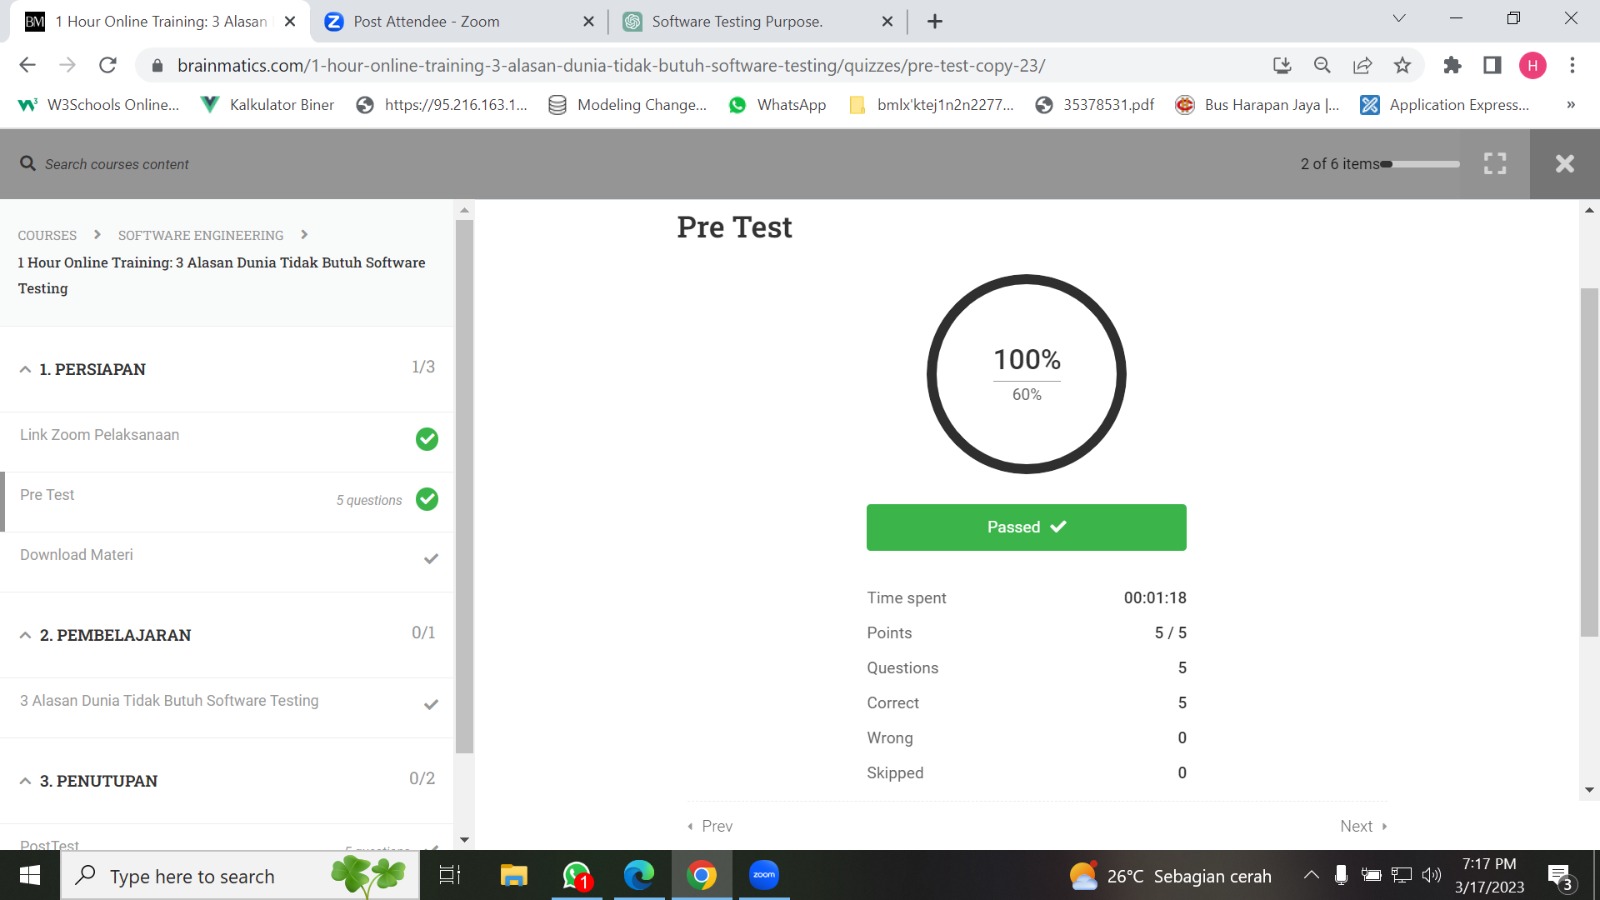 BM 1 Hour Online Training: 3 Alasan
Post Attendee - Zoom
Software Testing Purpose.
brainmatics.com/1-hour-online-training-3-alasan-dunia-tidak-butuh-software-testing/quizzes/pre-test-copy-23/
H
W3Schools Online...
Kalkulator Biner
https://95.216.163.1...
Modeling Change...
WhatsApp
bmlx'ktej1n2n2277...
35378531.pdf
Bus Harapan Jaya |...
Application Express...
»
Search courses content
2 of 6 items
COURSES > SOFTWARE ENGINEERING >
1 Hour Online Training: 3 Alasan Dunia Tidak Butuh Software
Testing
1. PERSIAPAN 1/3
Link Zoom Pelaksanaan
Pre Test 5 questions
Download Materi
2. PEMBELAJARAN 0/1
3 Alasan Dunia Tidak Butuh Software Testing
3. PENUTUPAN 0/2
PostTest 5 questions
Pre Test
100%
60%
Passed
Time spent 00:01:18
Points 5 / 5
Questions 5
Correct 5
Wrong 0
Skipped 0
Prev
Next
Type here to search
1
zoom
26°C Sebagian cerah
7:17 PM
3/17/2023
3